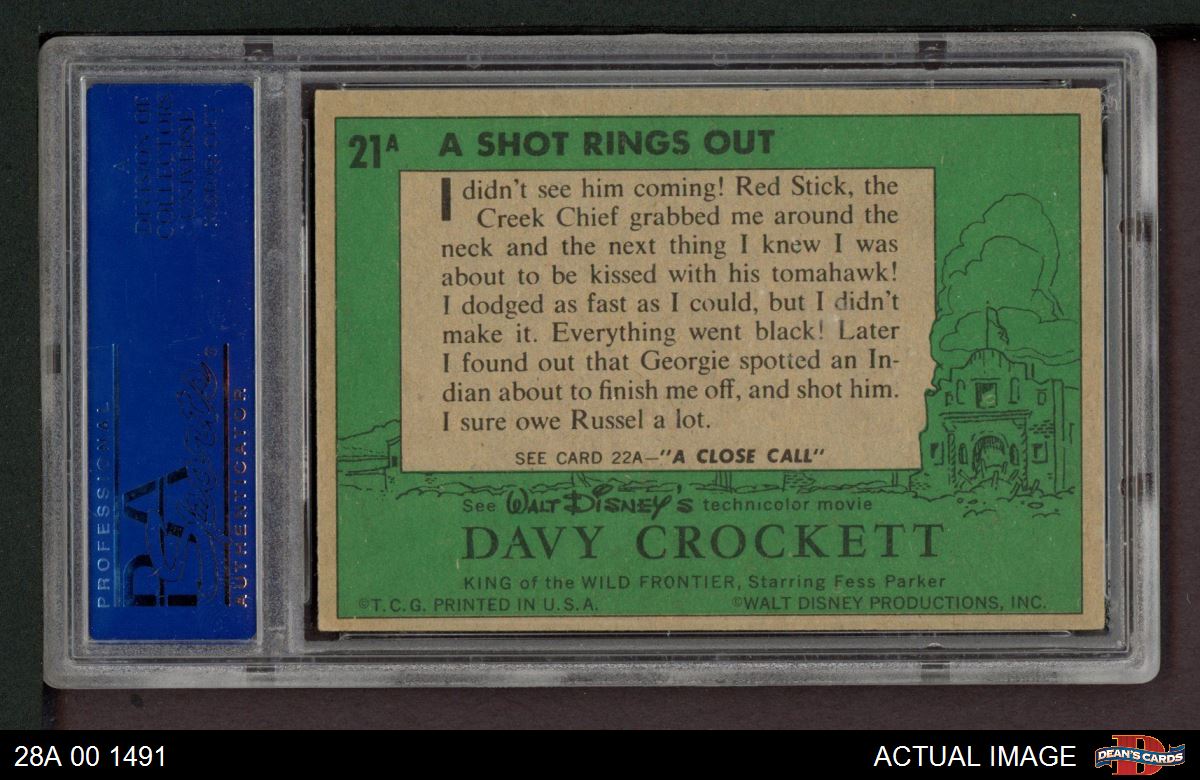 A
DIVISION OF
COLLECTORS
UNIVERSE
PROFESSIONAL
PSA
AUTHENTICATOR
21A A SHOT RINGS OUT
I didn't see him coming! Red Stick, the
Creek Chief grabbed me around the
neck and the next thing I knew I was
about to be kissed with his tomahawk!
I dodged as fast as I could, but I didn't
make it. Everything went black! Later
I found out that Georgie spotted an In-
dian about to finish me off, and shot him.
I sure owe Russel a lot.
SEE CARD 22A—"A CLOSE CALL"
See WALT DISNEY'S technicolor movie
DAVY CROCKETT
KING of the WILD FRONTIER, Starring Fess Parker
©T.C.G. PRINTED IN U.S.A. ©WALT DISNEY PRODUCTIONS, INC.
28A 00 1491 ACTUAL IMAGE DEAN'S CARDS